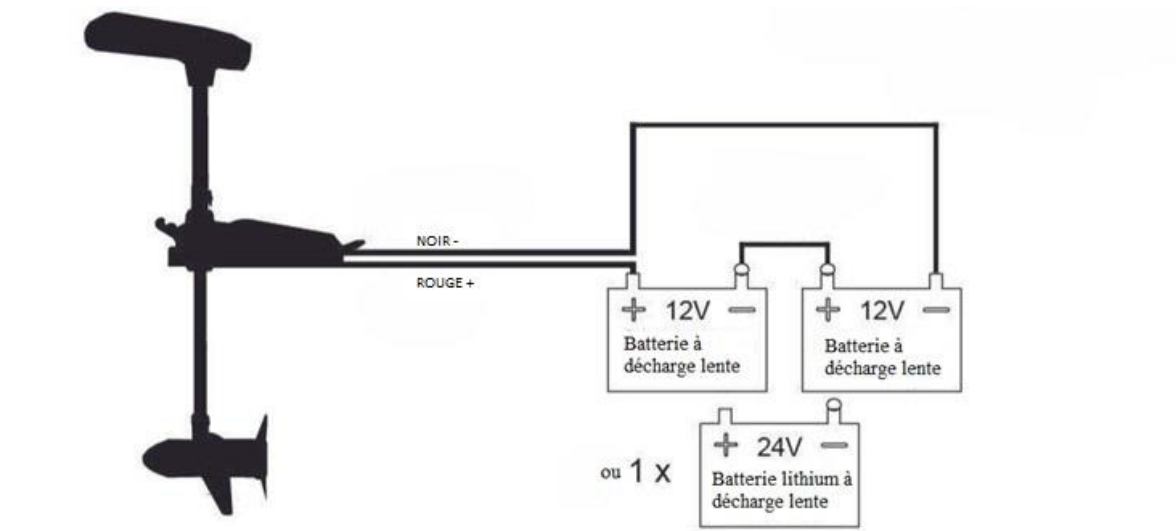 NOIR -
ROUGE +
+ 12V −
Batterie à
décharge lente
+ 12V −
Batterie à
décharge lente
ou 1 x
+ 24V −
Batterie lithium à
décharge lente